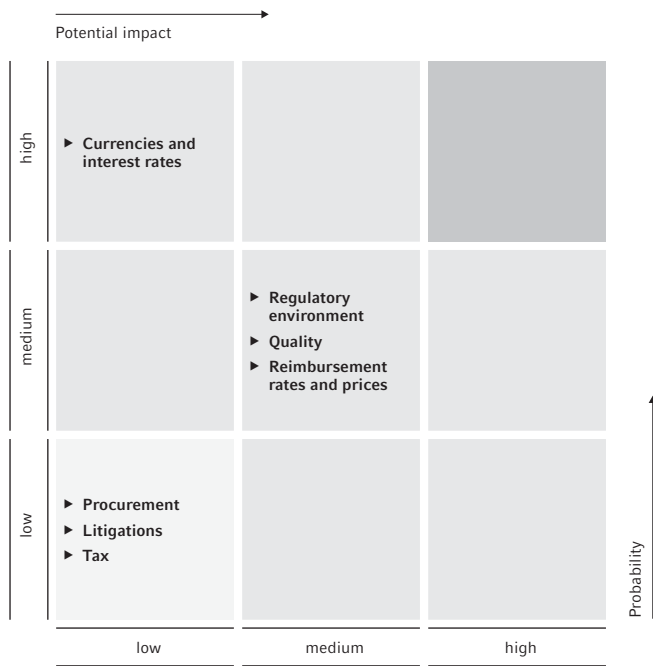 Potential impact
high
▶ Currencies and
interest rates
medium
▶ Regulatory
environment
▶ Quality
▶ Reimbursement
rates and prices
low
▶ Procurement
▶ Litigations
▶ Tax
Probability
low
medium
high